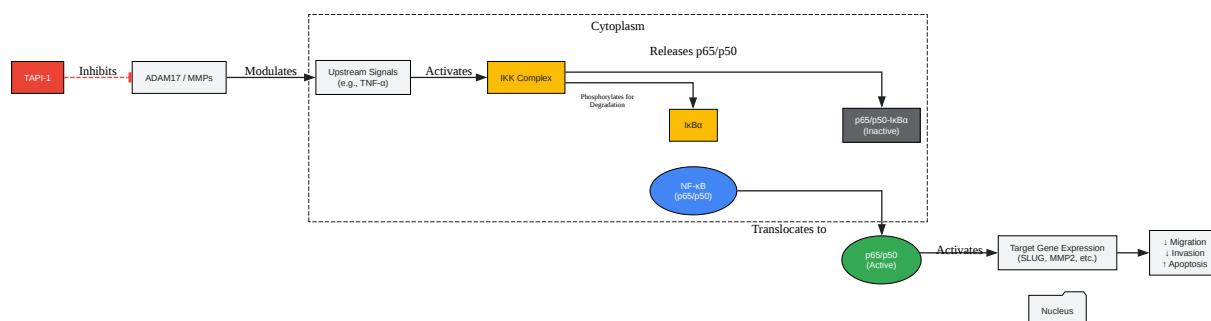 Cytoplasm
Releases p65/p50
TAPI-1
Inhibits
ADAM17 / MMPs
Modulates
Upstream Signals
(e.g., TNF-α)
Activates
IKK Complex
Phosphorylates for
Degradation
IκBα
p65/p50-IκBα
(Inactive)
NF-κB
(p65/p50)
Translocates to
p65/p50
(Active)
Activates
Target Gene Expression
(SLUG, MMP2, etc.)
↓ Migration
↓ Invasion
↑ Apoptosis
Nucleus